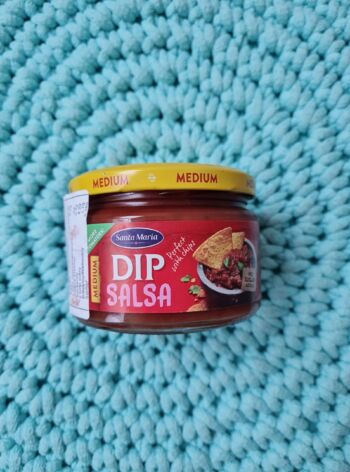 MEDIUM MEDIUM
Santa Maria
Perfect
with chips
DIP
SALSA
MEDIUM